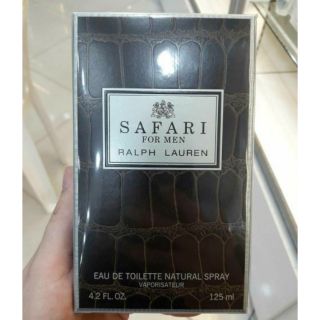 SAFARI
FOR MEN
RALPH LAUREN
EAU DE TOILETTE NATURAL SPRAY
VAPORISATEUR
4.2 FL. OZ. 125 ml